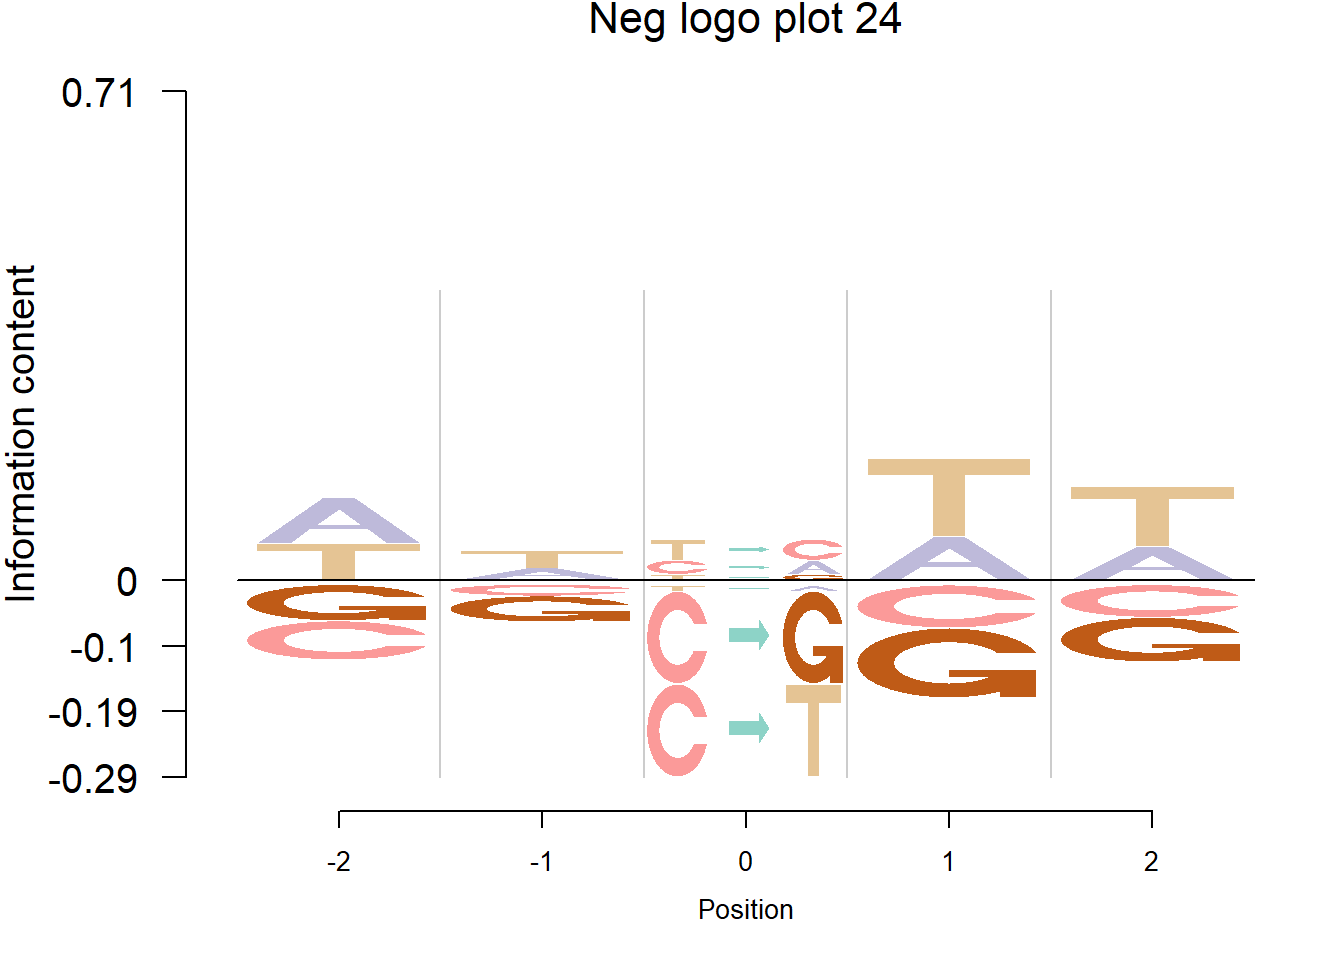 Neg logo plot 24
Information content
0.71
0
-0.1
-0.19
-0.29
A
T
G
C
T
A
C
G
T C
C A
C G
C T
T
A
C
G
T
A
C
G
-2 -1 0 1 2
Position